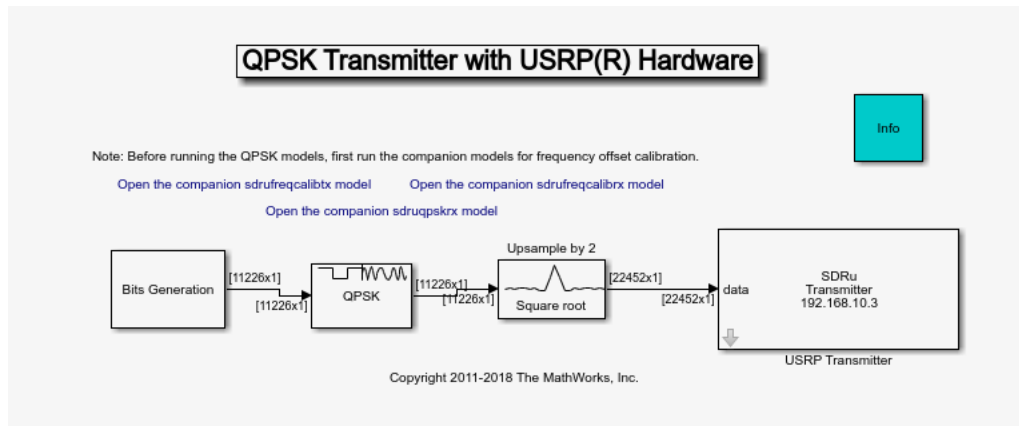 QPSK Transmitter with USRP(R) Hardware
Info
Note: Before running the QPSK models, first run the companion models for frequency offset calibration.
Open the companion sdrufreqcalibtx model
Open the companion sdrufreqcalibrx model
Open the companion sdruqpskrx model
Bits Generation
[11226x1]
[11226x1]
QPSK
[11226x1]
[11226x1]
Upsample by 2
Square root
[22452x1]
[22452x1]
data
SDRu
Transmitter
192.168.10.3
USRP Transmitter
Copyright 2011-2018 The MathWorks, Inc.